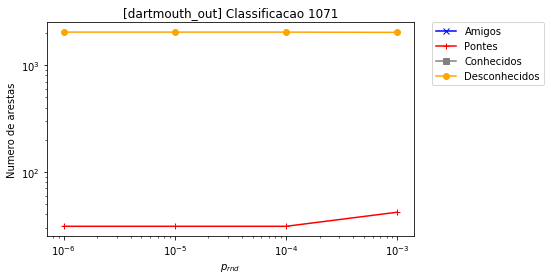 [dartmouth_out] Classificacao 1071
Numero de arestas
10³
10²
10⁻⁶
10⁻⁵
10⁻⁴
10⁻³
p_rnd
Amigos
Pontes
Conhecidos
Desconhecidos